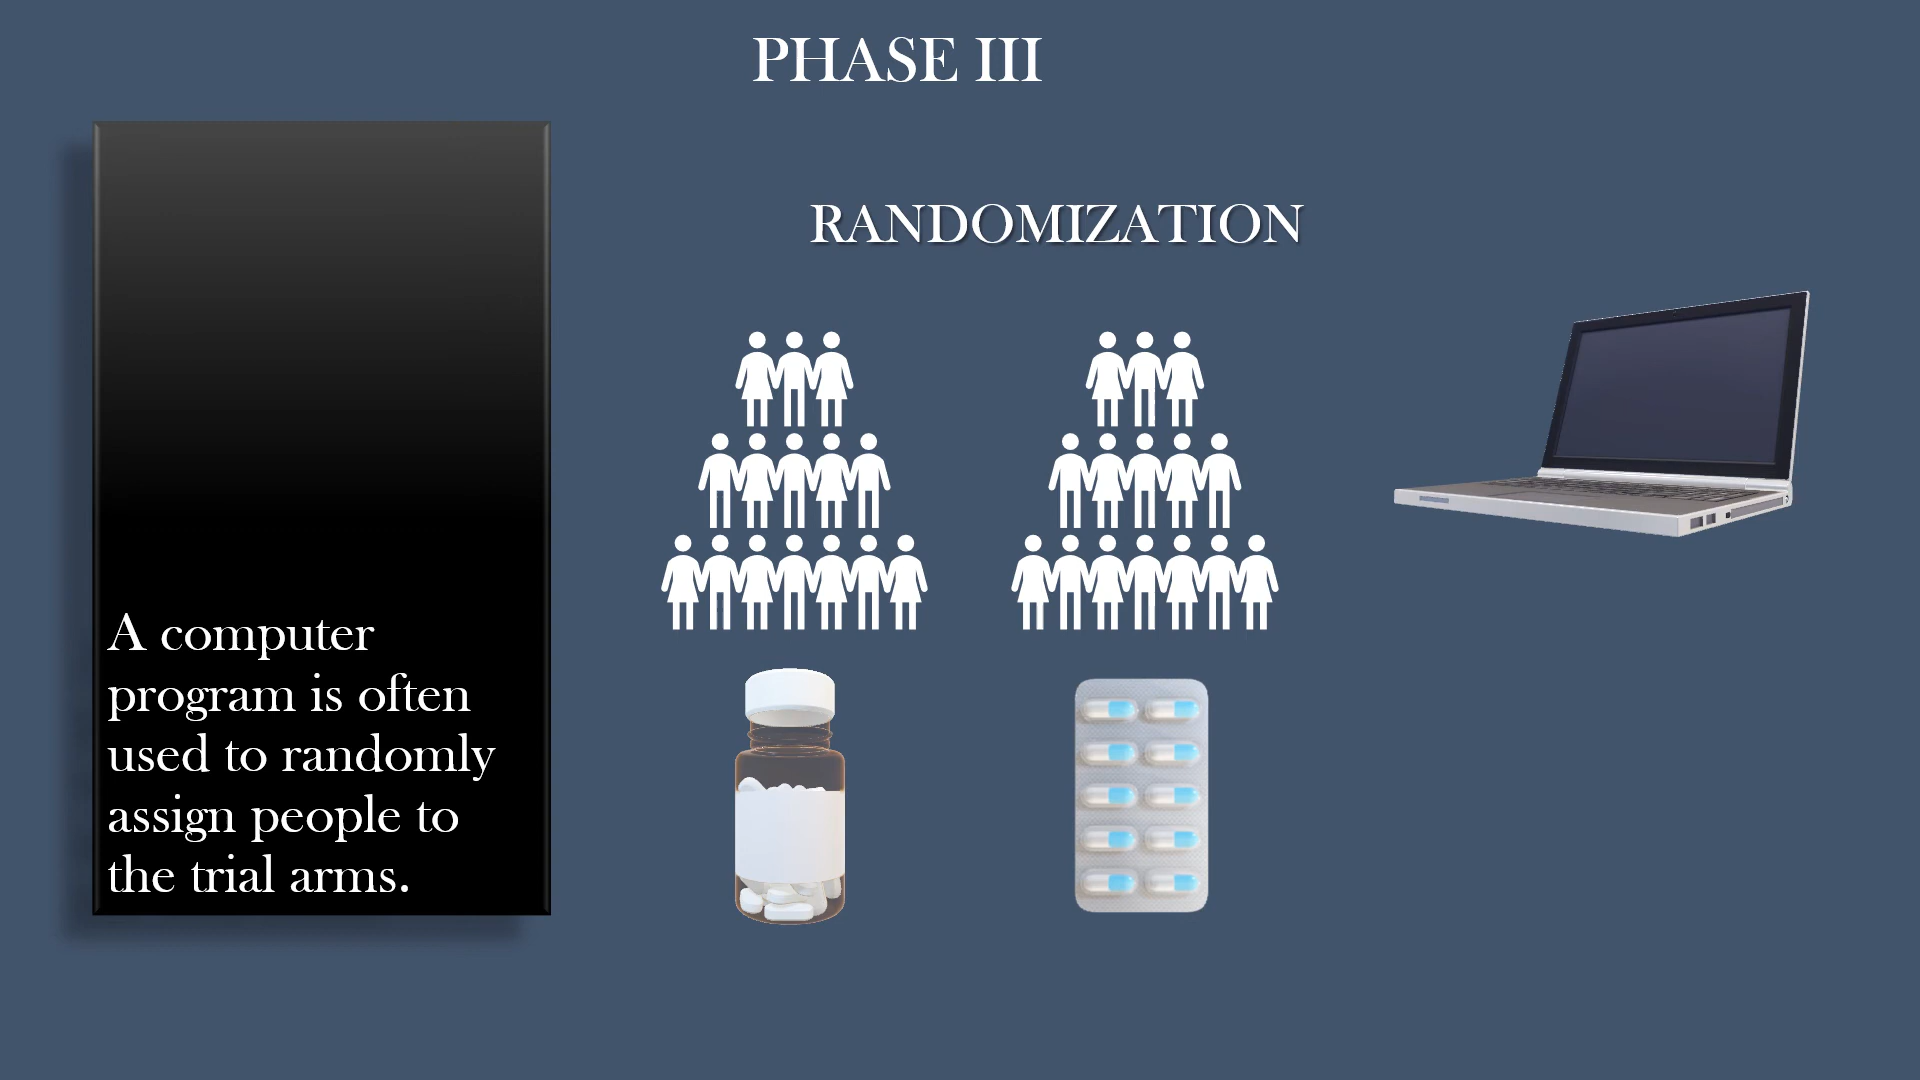 PHASE III
RANDOMIZATION
A computer
program is often
used to randomly
assign people to
the trial arms.